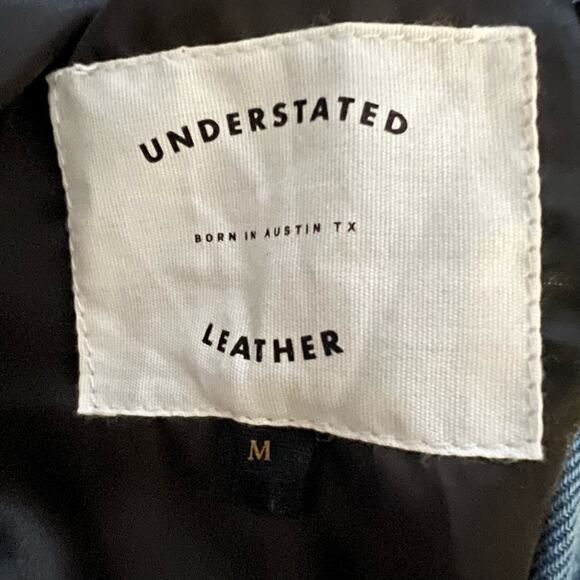 UNDERSTATED
BORN IN AUSTIN TX
LEATHER
M